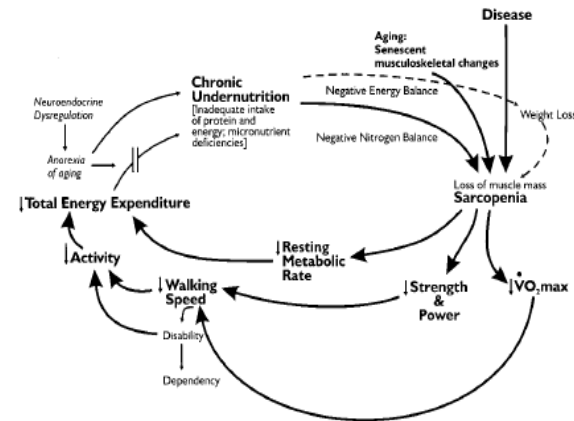 Disease
Aging:
Senescent
musculoskeletal changes
Chronic
Undernutrition
[Inadequate intake
of protein and
energy; micronutrient
deficiencies]
Negative Energy Balance
Weight Loss
Negative Nitrogen Balance
Neuroendocrine
Dysregulation
Anorexia
of aging
Loss of muscle mass
Sarcopenia
↓Total Energy Expenditure
↓Resting
Metabolic
Rate
↓Activity
↓Walking
Speed
↓Strength
&
Power
↓V̇O₂max
Disability
Dependency